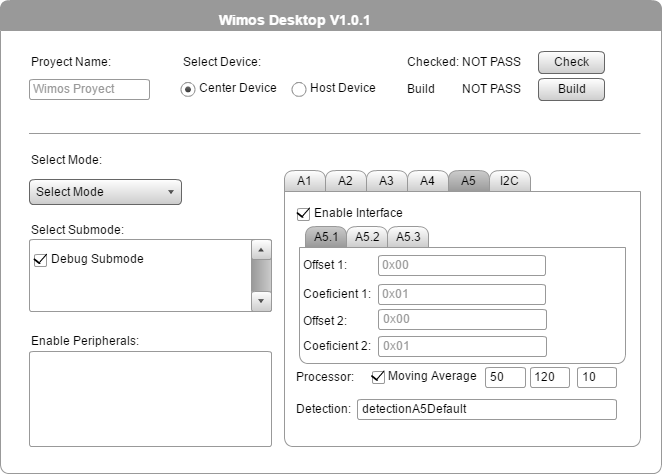 Wimos Desktop V1.0.1
Proyect Name:
Select Device:
Checked: NOT PASS
Check
Wimos Proyect
Center Device
Host Device
Build NOT PASS
Build
Select Mode:
Select Mode
Select Submode:
Debug Submode
Enable Peripherals:
A1 A2 A3 A4 A5 I2C
Enable Interface
A5.1 A5.2 A5.3
Offset 1: 0x00
Coeficient 1: 0x01
Offset 2: 0x00
Coeficient 2: 0x01
Processor: Moving Average 50 120 10
Detection: detectionA5Default